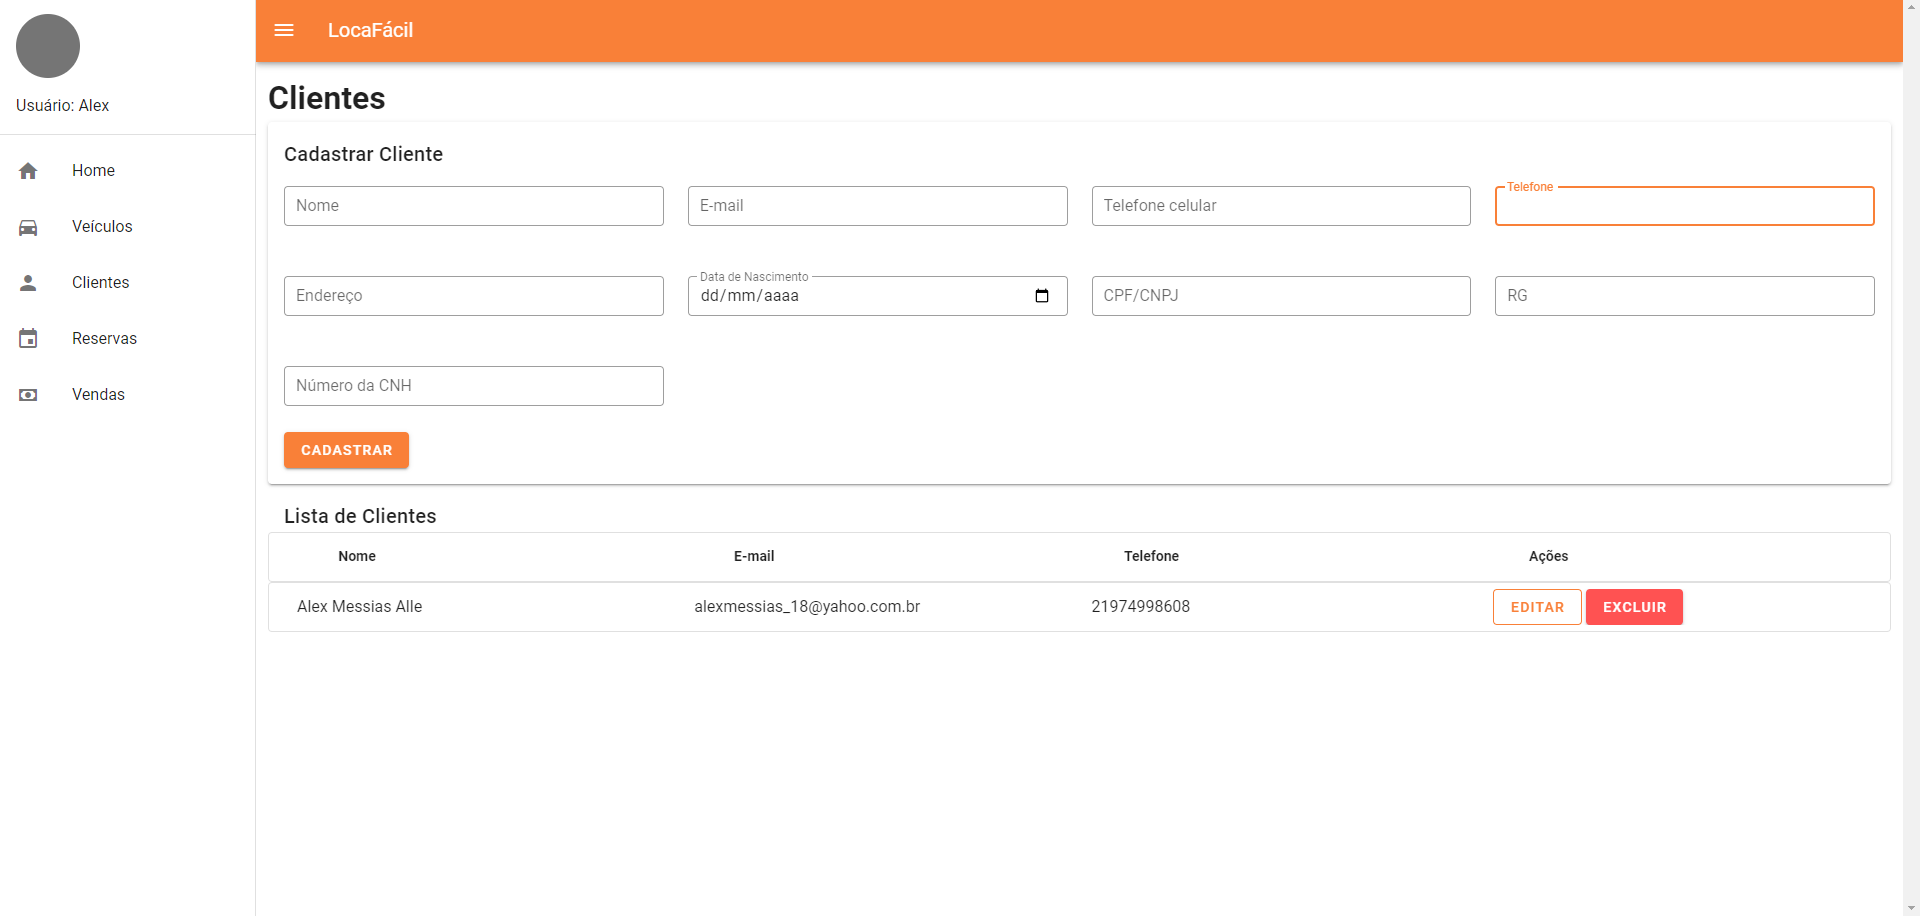 LocaFácil
Usuário: Alex
Home
Veículos
Clientes
Reservas
Vendas
Clientes
Cadastrar Cliente
Nome
E-mail
Telefone celular
Telefone
Endereço
Data de Nascimento
dd/mm/aaaa
CPF/CNPJ
RG
Número da CNH
CADASTRAR
Lista de Clientes
Nome E-mail Telefone Ações
Alex Messias Alle alexmessias_18@yahoo.com.br 21974998608 EDITAR EXCLUIR